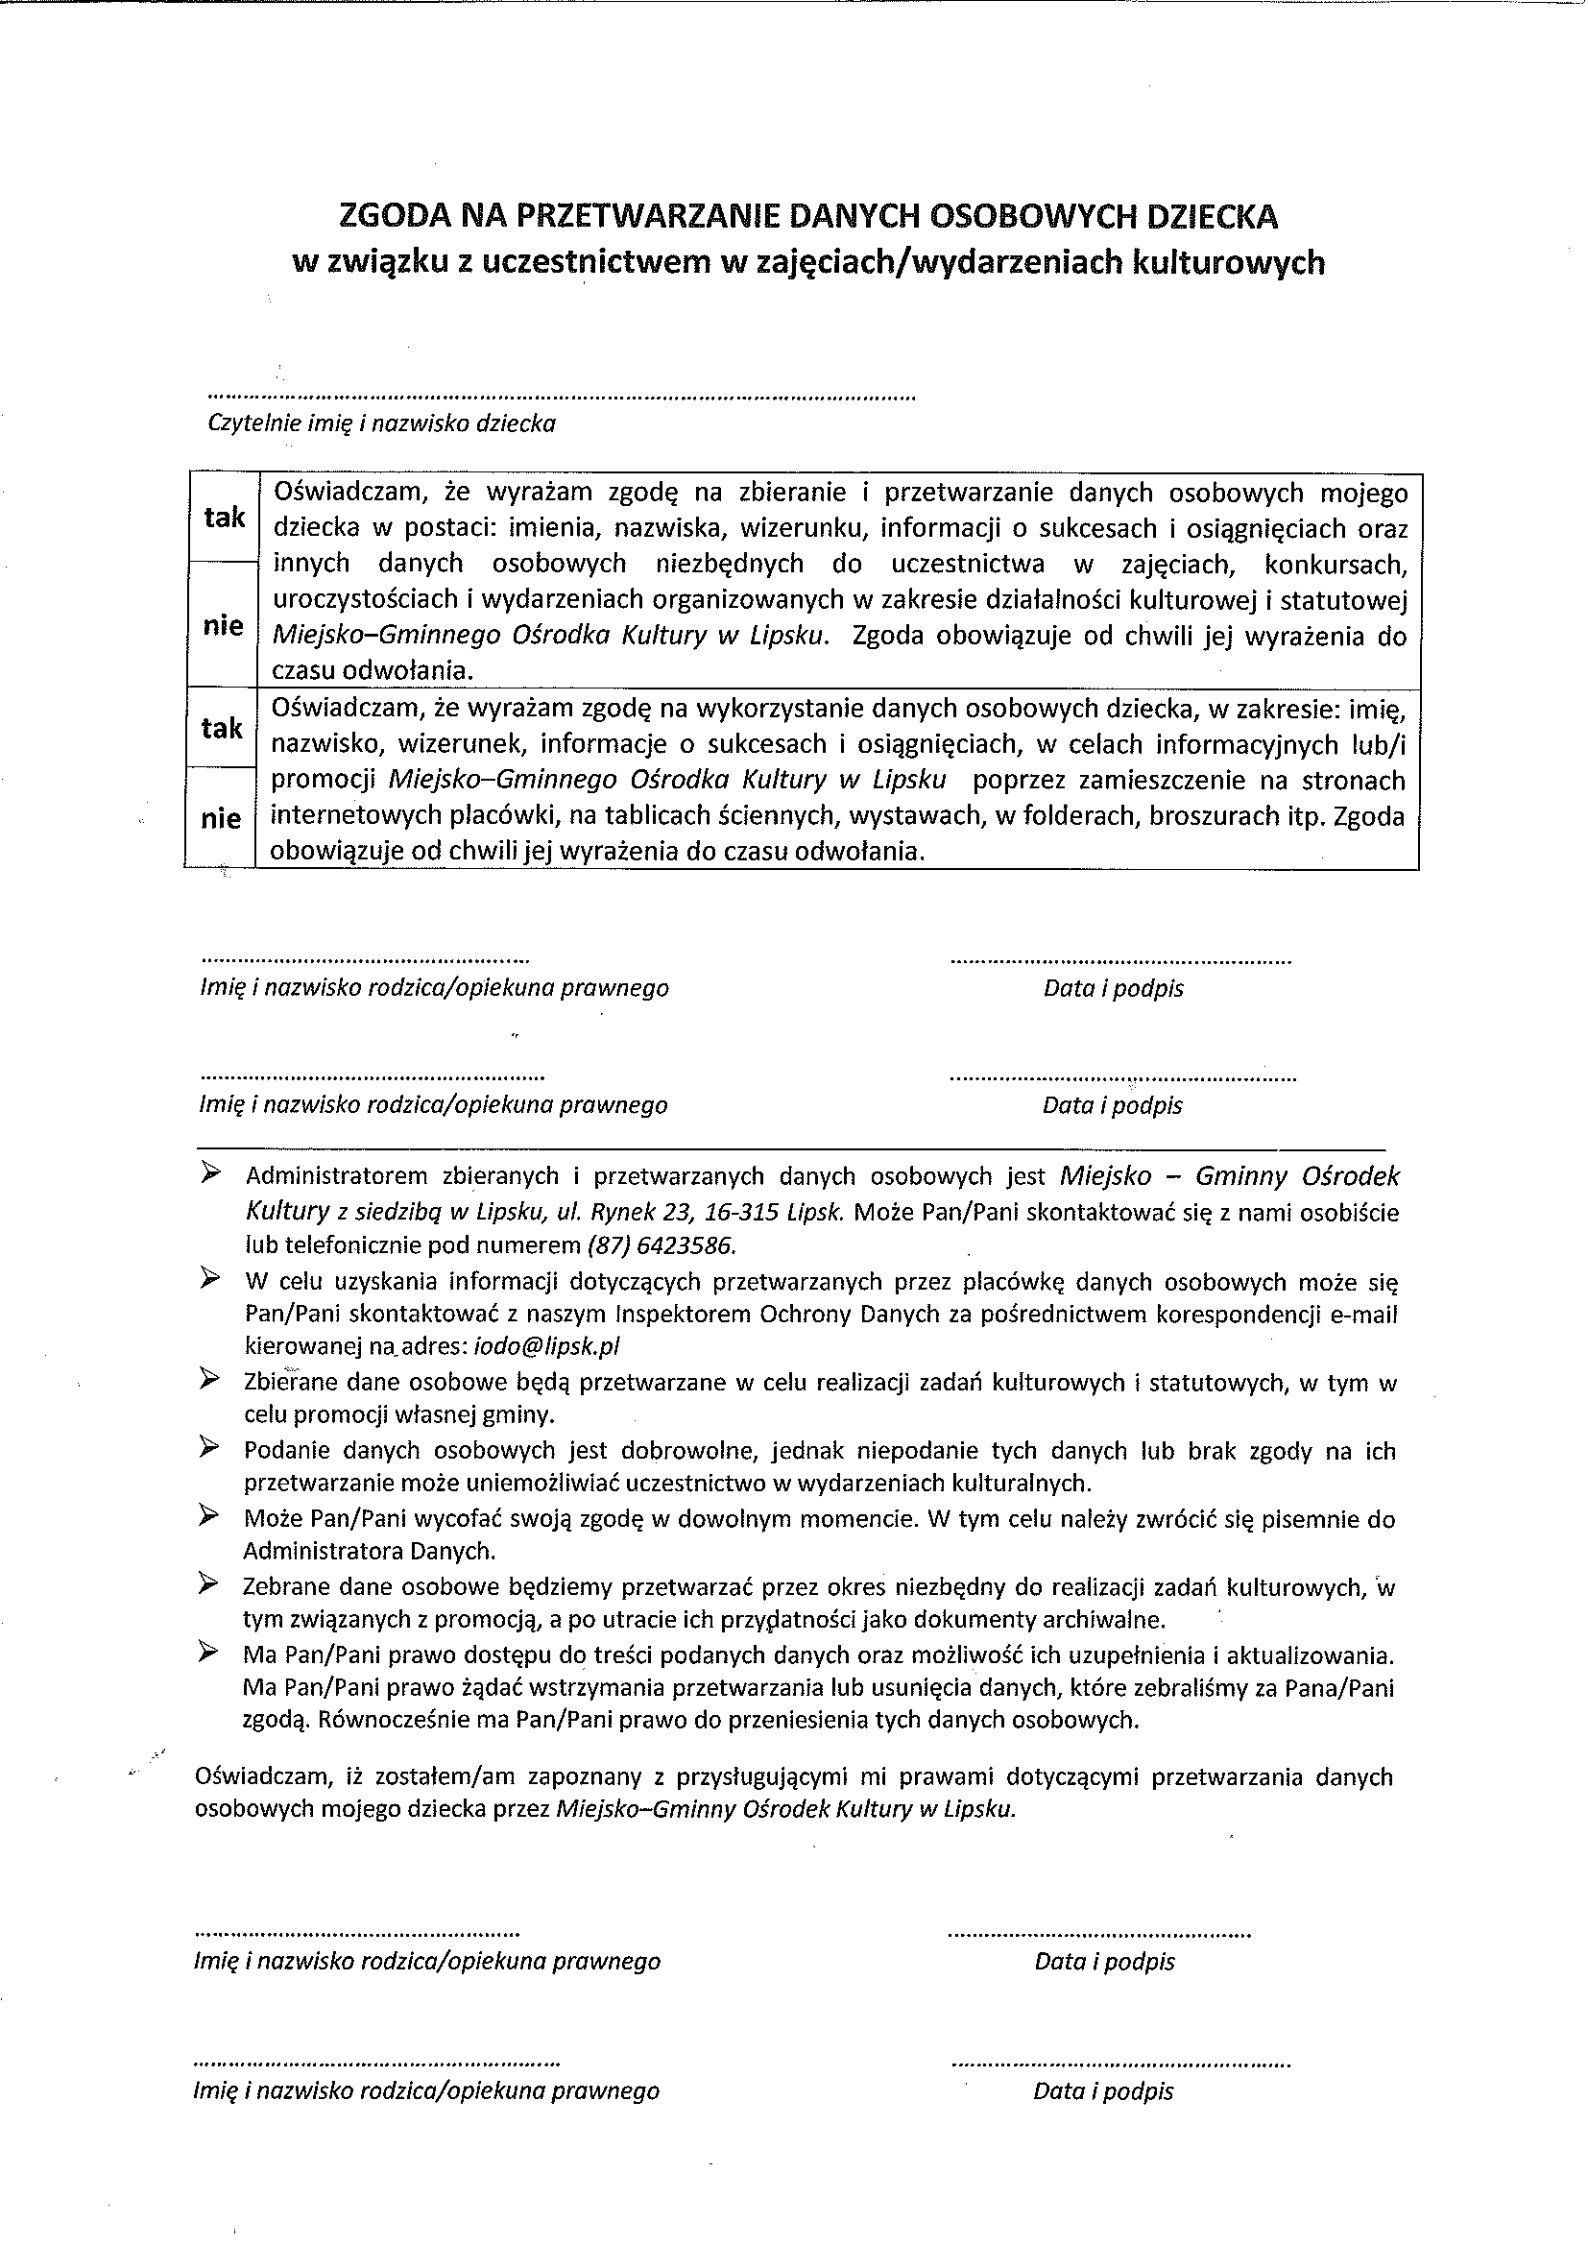 ZGODA NA PRZETWARZANIE DANYCH OSOBOWYCH DZIECKA
w związku z uczestnictwem w zajęciach/wydarzeniach kulturowych
........................................................................................................................
Czytelnie imię i nazwisko dziecka
tak
Oświadczam, że wyrażam zgodę na zbieranie i przetwarzanie danych osobowych mojego
dziecka w postaci: imienia, nazwiska, wizerunku, informacji o sukcesach i osiągnięciach oraz
innych danych osobowych niezbędnych do uczestnictwa w zajęciach, konkursach,
uroczystościach i wydarzeniach organizowanych w zakresie działalności kulturowej i statutowej
nie
Miejsko–Gminnego Ośrodka Kultury w Lipsku. Zgoda obowiązuje od chwili jej wyrażenia do
czasu odwołania.
tak
Oświadczam, że wyrażam zgodę na wykorzystanie danych osobowych dziecka, w zakresie: imię,
nazwisko, wizerunek, informacje o sukcesach i osiągnięciach, w celach informacyjnych lub/i
promocji Miejsko–Gminnego Ośrodka Kultury w Lipsku poprzez zamieszczenie na stronach
nie
internetowych placówki, na tablicach ściennych, wystawach, w folderach, broszurach itp. Zgoda
obowiązuje od chwili jej wyrażenia do czasu odwołania.
....................................................... .........................................................
Imię i nazwisko rodzica/opiekuna prawnego Data i podpis
......................................................... ..........................................................
Imię i nazwisko rodzica/opiekuna prawnego Data i podpis
➢ Administratorem zbieranych i przetwarzanych danych osobowych jest Miejsko – Gminny Ośrodek
Kultury z siedzibą w Lipsku, ul. Rynek 23, 16-315 Lipsk. Może Pan/Pani skontaktować się z nami osobiście
lub telefonicznie pod numerem (87) 6423586.
➢ W celu uzyskania informacji dotyczących przetwarzanych przez placówkę danych osobowych może się
Pan/Pani skontaktować z naszym Inspektorem Ochrony Danych za pośrednictwem korespondencji e-mail
kierowanej na adres: iodo@lipsk.pl
➢ Zbierane dane osobowe będą przetwarzane w celu realizacji zadań kulturowych i statutowych, w tym w
celu promocji własnej gminy.
➢ Podanie danych osobowych jest dobrowolne, jednak niepodanie tych danych lub brak zgody na ich
przetwarzanie może uniemożliwiać uczestnictwo w wydarzeniach kulturalnych.
➢ Może Pan/Pani wycofać swoją zgodę w dowolnym momencie. W tym celu należy zwrócić się pisemnie do
Administratora Danych.
➢ Zebrane dane osobowe będziemy przetwarzać przez okres niezbędny do realizacji zadań kulturowych, w
tym związanych z promocją, a po utracie ich przydatności jako dokumenty archiwalne.
➢ Ma Pan/Pani prawo dostępu do treści podanych danych oraz możliwość ich uzupełnienia i aktualizowania.
Ma Pan/Pani prawo żądać wstrzymania przetwarzania lub usunięcia danych, które zebraliśmy za Pana/Pani
zgodą. Równocześnie ma Pan/Pani prawo do przeniesienia tych danych osobowych.
Oświadczam, iż zostałem/am zapoznany z przysługującymi mi prawami dotyczącymi przetwarzania danych
osobowych mojego dziecka przez Miejsko–Gminny Ośrodek Kultury w Lipsku.
...................................................... ...................................................
Imię i nazwisko rodzica/opiekuna prawnego Data i podpis
............................................................. .........................................................
Imię i nazwisko rodzica/opiekuna prawnego Data i podpis